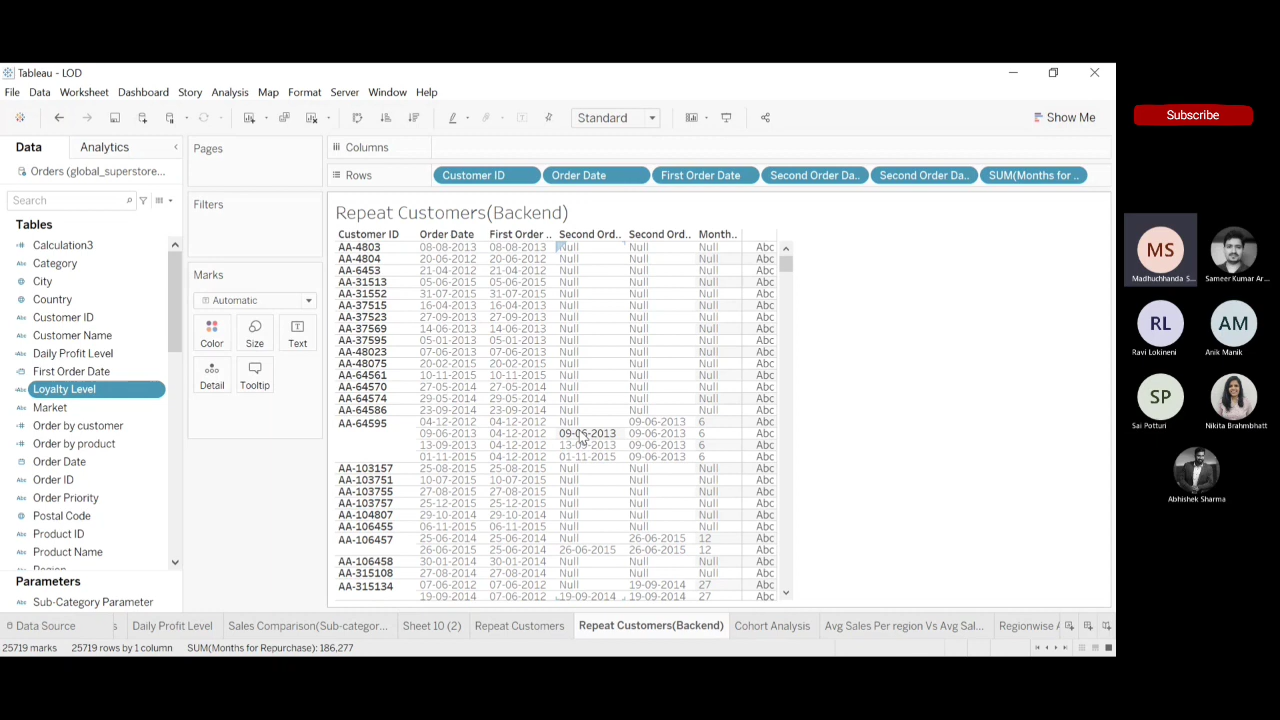 Tableau - LOD
File Data Worksheet Dashboard Story Analysis Map Format Server Window Help
Standard
Show Me
Subscribe
Data Analytics
Orders (global_superstore...
Search
Tables
Calculation3
Category
City
Country
Customer ID
Customer Name
Daily Profit Level
First Order Date
Loyalty Level
Market
Order by customer
Order by product
Order Date
Order ID
Order Priority
Postal Code
Product ID
Product Name
Parameters
Sub-Category Parameter
Pages
Filters
Marks
Automatic
Color Size Text
Detail Tooltip
Columns
Rows Customer ID Order Date First Order Date Second Order Da.. Second Order Da.. SUM(Months for ..
Repeat Customers(Backend)
Customer ID Order Date First Order .. Second Ord.. Second Ord.. Month..
AA-4803 08-08-2013 08-08-2013 Null Null Null Abc
AA-4804 20-06-2012 20-06-2012 Null Null Null Abc
AA-6453 21-04-2012 21-04-2012 Null Null Null Abc
AA-31513 05-06-2015 05-06-2015 Null Null Null Abc
AA-31552 31-07-2015 31-07-2015 Null Null Null Abc
AA-37515 16-04-2013 16-04-2013 Null Null Null Abc
AA-37523 27-09-2013 27-09-2013 Null Null Null Abc
AA-37569 14-06-2013 14-06-2013 Null Null Null Abc
AA-37595 05-01-2013 05-01-2013 Null Null Null Abc
AA-48023 07-06-2013 07-06-2013 Null Null Null Abc
AA-48075 20-02-2015 20-02-2015 Null Null Null Abc
AA-64561 10-11-2015 10-11-2015 Null Null Null Abc
AA-64570 27-05-2014 27-05-2014 Null Null Null Abc
AA-64574 29-05-2014 29-05-2014 Null Null Null Abc
AA-64586 23-09-2014 23-09-2014 Null Null Null Abc
AA-64595 04-12-2012 04-12-2012 Null 09-06-2013 6 Abc
09-06-2013 04-12-2012 09-06-2013 09-06-2013 6 Abc
13-09-2013 04-12-2012 13-09-2013 09-06-2013 6 Abc
01-11-2015 04-12-2012 01-11-2015 09-06-2013 6 Abc
AA-103157 25-08-2015 25-08-2015 Null Null Null Abc
AA-103751 10-07-2015 10-07-2015 Null Null Null Abc
AA-103755 27-08-2015 27-08-2015 Null Null Null Abc
AA-103757 25-12-2015 25-12-2015 Null Null Null Abc
AA-104807 29-10-2014 29-10-2014 Null Null Null Abc
AA-106455 06-11-2015 06-11-2015 Null Null Null Abc
AA-106457 25-06-2014 25-06-2014 Null 26-06-2015 12 Abc
26-06-2015 25-06-2014 26-06-2015 26-06-2015 12 Abc
AA-106458 30-01-2014 30-01-2014 Null Null Null Abc
AA-315108 27-08-2014 27-08-2014 Null Null Null Abc
AA-315134 07-06-2012 07-06-2012 Null 19-09-2014 27 Abc
19-09-2014 07-06-2012 19-09-2014 19-09-2014 27 Abc
Data Source s Daily Profit Level Sales Comparison(Sub-categor... Sheet 10 (2) Repeat Customers Repeat Customers(Backend) Cohort Analysis Avg Sales Per region Vs Avg Sal... Regionwise A
25719 marks 25719 rows by 1 column SUM(Months for Repurchase): 186,277
MS
Madhuchhanda S...
Sameer Kumar Ar...
RL AM
Ravi Lokineni Anik Manik
SP
Sai Potturi Nikita Brahmbhatt
Abhishek Sharma